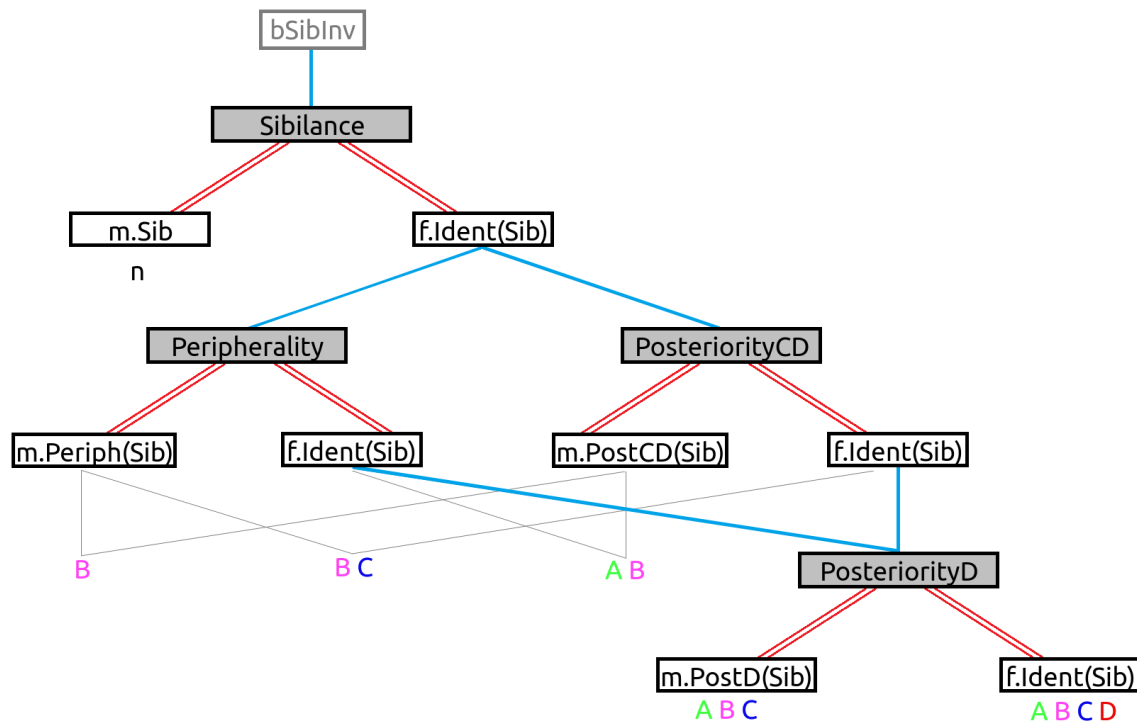 bSibInv
Sibilance
m.Sib f.Ident(Sib)
n
Peripherality PosteriorityCD
m.Periph(Sib) f.Ident(Sib) m.PostCD(Sib) f.Ident(Sib)
B B C A B
PosteriorityD
m.PostD(Sib) f.Ident(Sib)
A B C A B C D